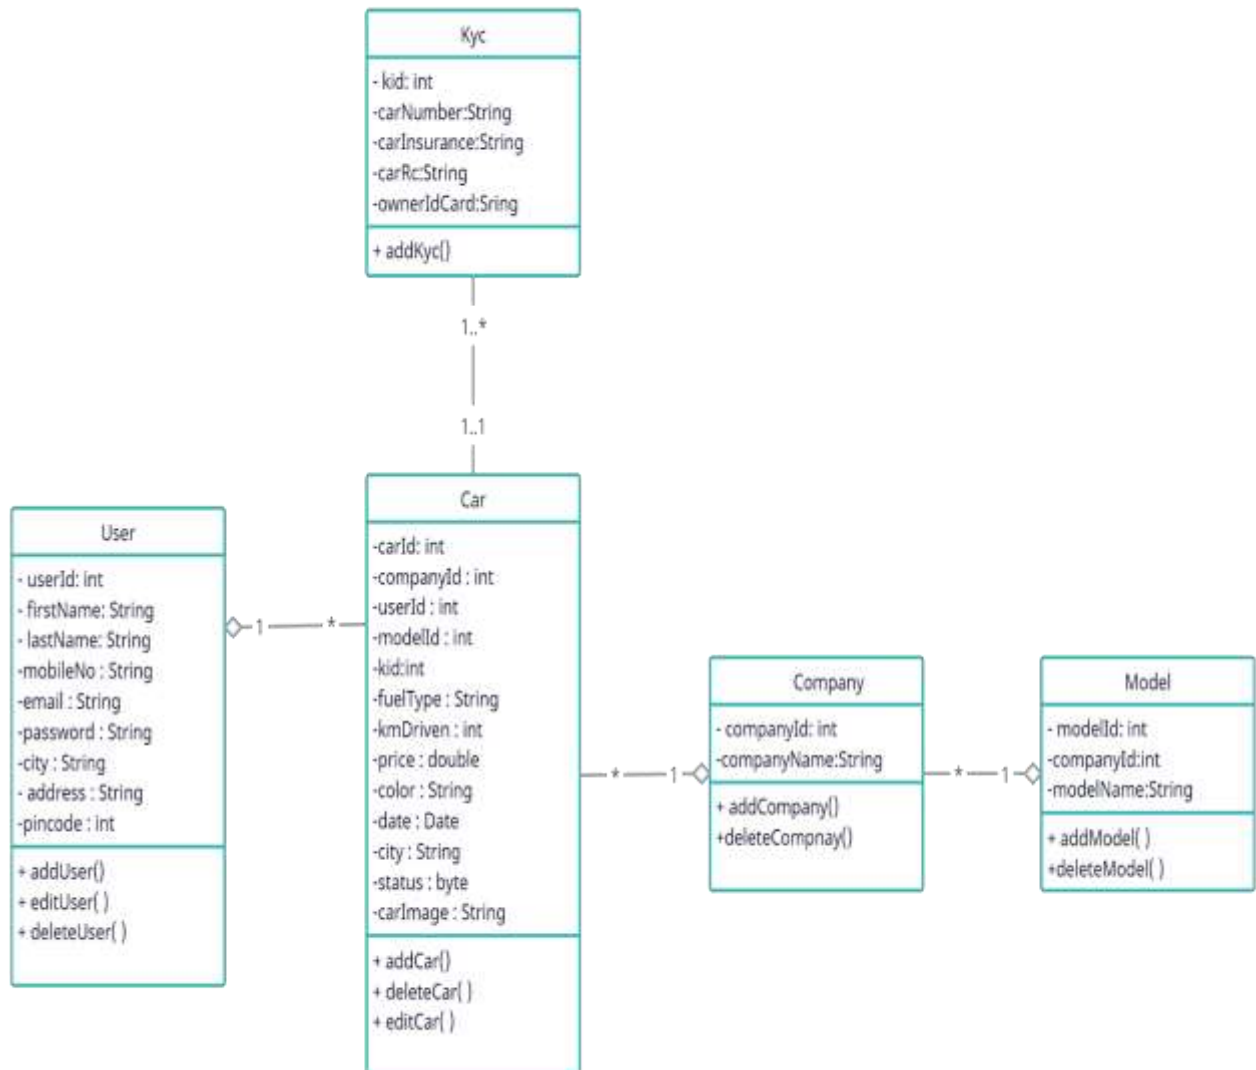 Kyc
- kid: int
-carNumber:String
-carInsurance:String
-carRc:String
-ownerIdCard:Sring
+ addKyc()
1..*
1..1
User
- userId: int
- firstName: String
- lastName: String
-mobileNo : String
-email : String
-password : String
-city : String
- address : String
-pincode : int
+ addUser()
+ editUser( )
+ deleteUser( )
1
*
Car
-carId: int
-companyId : int
-userId : int
-modelId : int
-kid:int
-fuelType : String
-kmDriven : int
-price : double
-color : String
-date : Date
-city : String
-status : byte
-carImage : String
+ addCar()
+ deleteCar( )
+ editCar( )
*
1
Company
- companyId: int
-companyName:String
+ addCompany()
+deleteCompnay()
*
1
Model
- modelId: int
-companyId:int
-modelName:String
+ addModel( )
+deleteModel( )